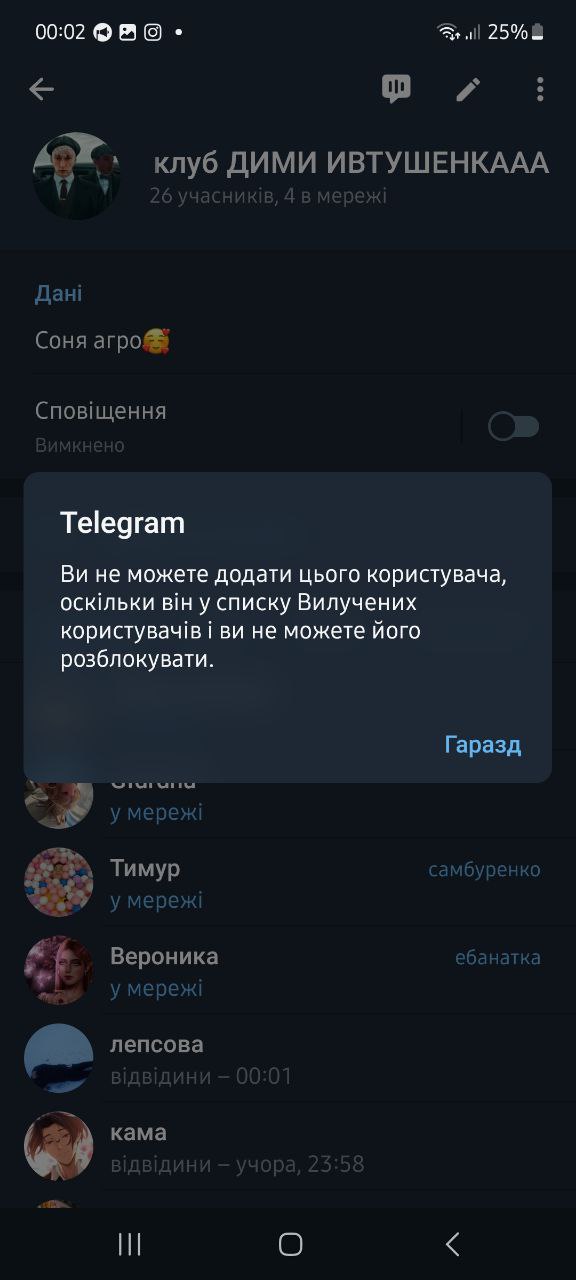 00:02
25%
клуб ДИМИ ИВТУШЕНКААА
26 учасників, 4 в мережі
Дані
Соня агро🥰
Сповіщення
Вимкнено
Telegram
Ви не можете додати цього користувача,
оскільки він у списку Вилучених
користувачів і ви не можете його
розблокувати.
Гаразд
у мережі
Тимур самбуренко
у мережі
Вероника ебанатка
у мережі
лепсова
відвідини – 00:01
кама
відвідини – учора, 23:58